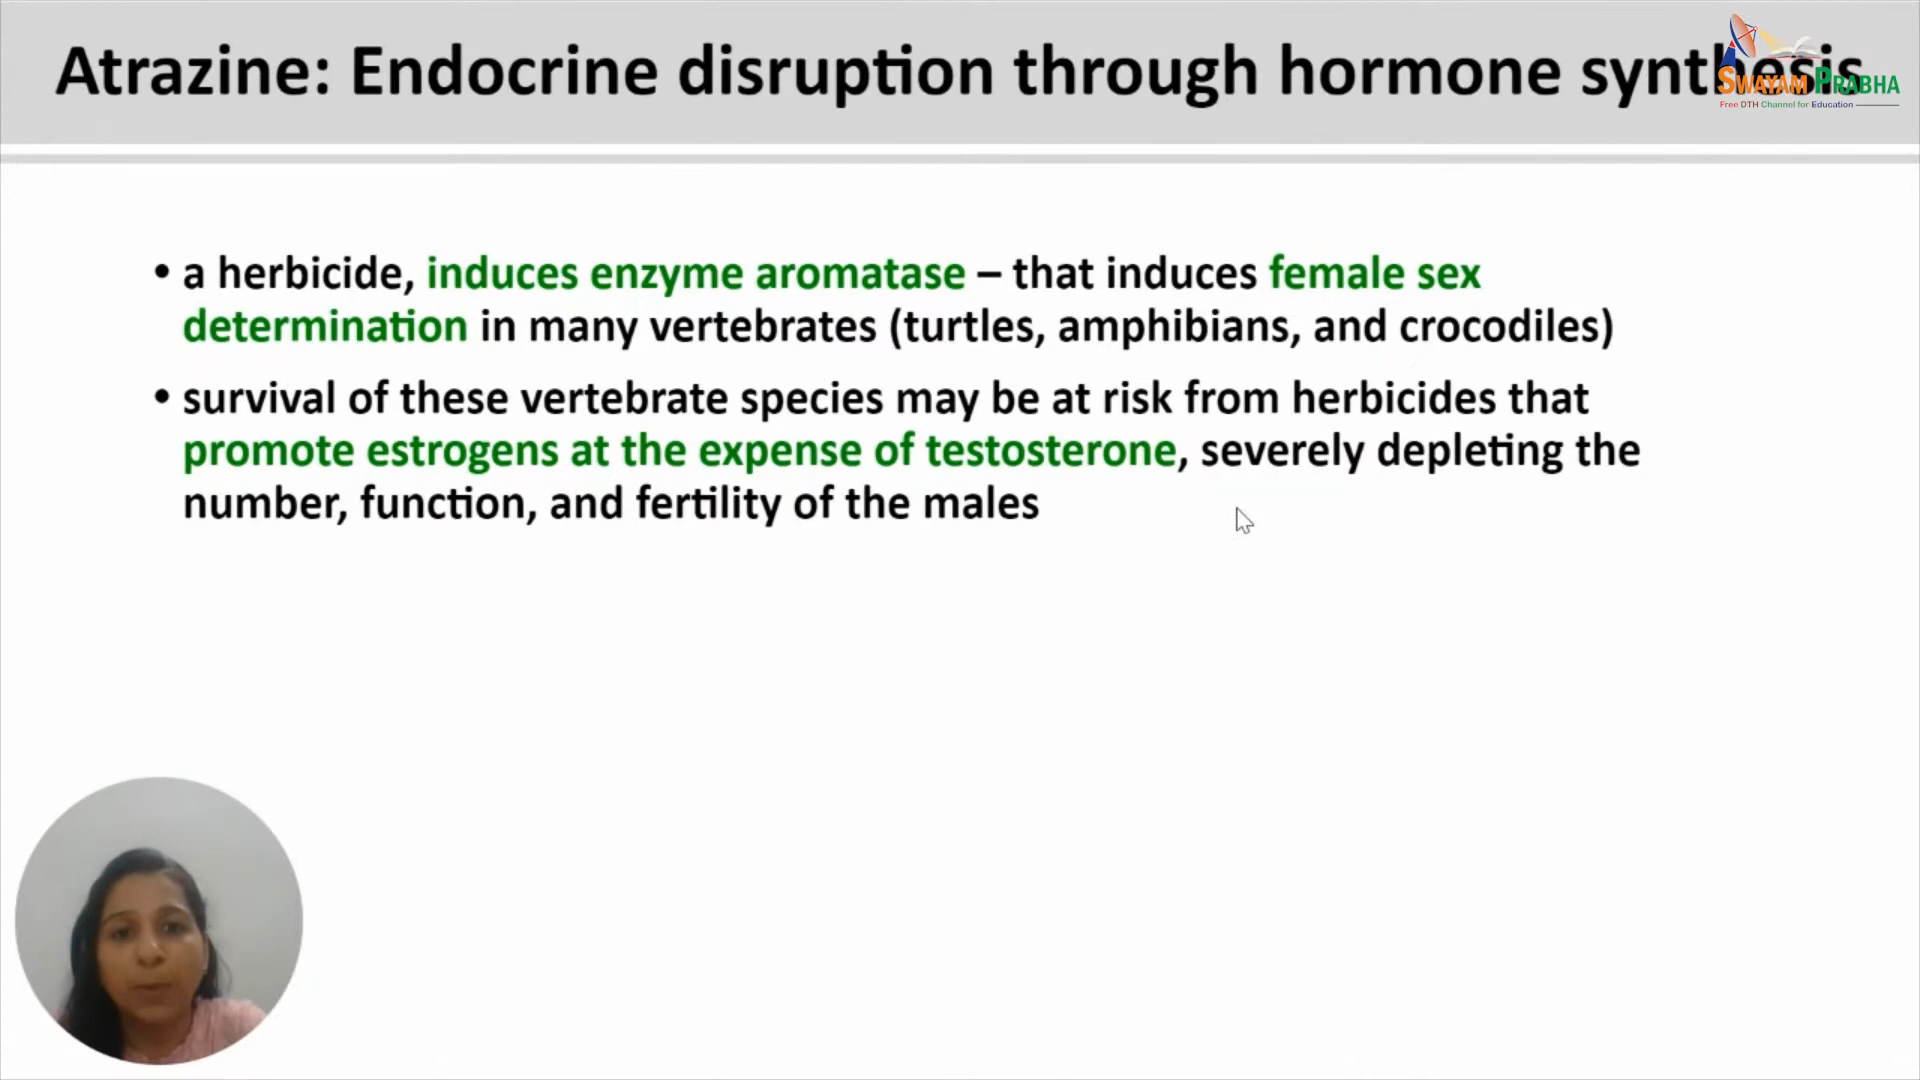 Atrazine: Endocrine disruption through hormone synthesis
SWAYAM PRABHA
Free DTH Channel for Education
• a herbicide, induces enzyme aromatase – that induces female sex
determination in many vertebrates (turtles, amphibians, and crocodiles)
• survival of these vertebrate species may be at risk from herbicides that
promote estrogens at the expense of testosterone, severely depleting the
number, function, and fertility of the males